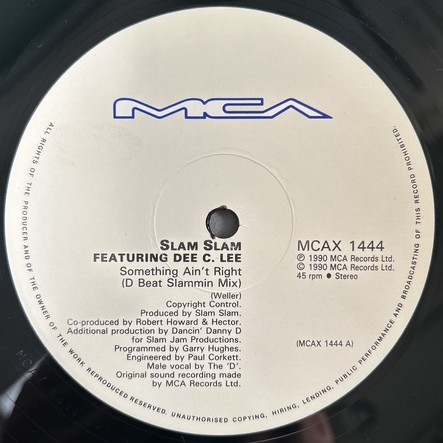 MCA
SLAM SLAM
FEATURING DEE C. LEE
Something Ain't Right
(D Beat Slammin Mix)
(Weller)
Copyright Control.
Produced by Slam Slam.
Co-produced by Robert Howard & Hector.
Additional production by Dancin' Danny D
for Slam Jam Productions.
Programmed by Garry Hughes.
Engineered by Paul Corkett.
Male vocal by The 'D'.
Original sound recording made
by MCA Records Ltd.
MCAX 1444
℗ 1990 MCA Records Ltd.
© 1990 MCA Records Ltd.
45 rpm ● Stereo
(MCAX 1444 A)
ALL RIGHTS OF THE PRODUCER AND OF THE OWNER OF THE WORK REPRODUCED RESERVED. UNAUTHORISED COPYING, HIRING, LENDING, PUBLIC PERFORMANCE AND BROADCASTING OF THIS RECORD PROHIBITED.